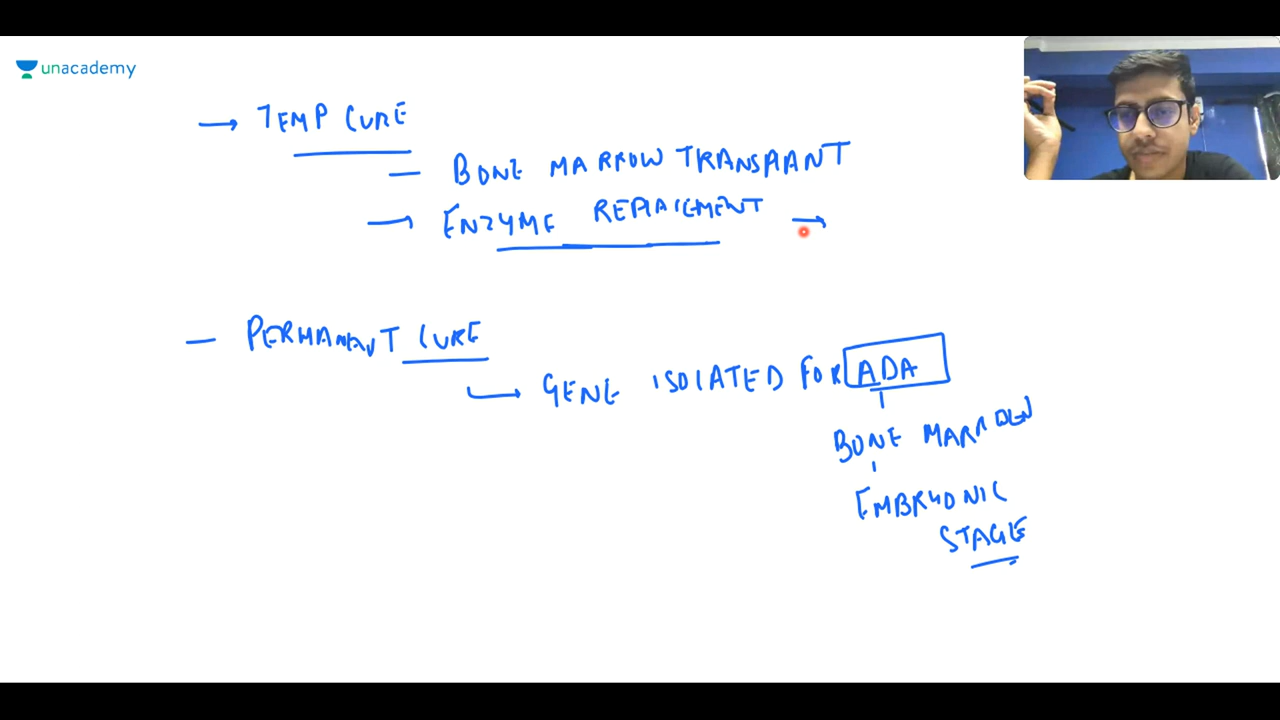 unacademy
→ TEMP CURE
— BONE MARROW TRANSPLANT
→ ENZYME REPLACEMENT →
— PERMANANT CURE
↳ GENE ISOLATED FOR ADA
BONE MARROW
EMBRYONIC
STAGE